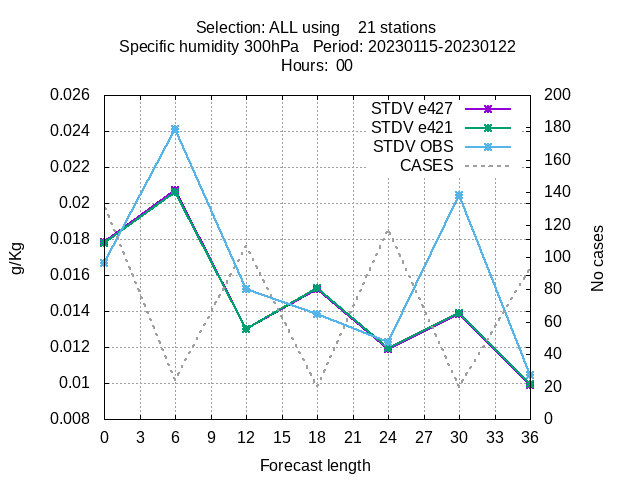 Selection: ALL using    21 stations
Specific humidity 300hPa   Period: 20230115-20230122
Hours:  00
0.026
0.024
0.022
0.02
0.018
0.016
0.014
0.012
0.01
0.008
g/Kg
STDV e427
STDV e421
STDV OBS
CASES
200
180
160
140
120
100
80
60
40
20
0
No cases
0 3 6 9 12 15 18 21 24 27 30 33 36
Forecast length